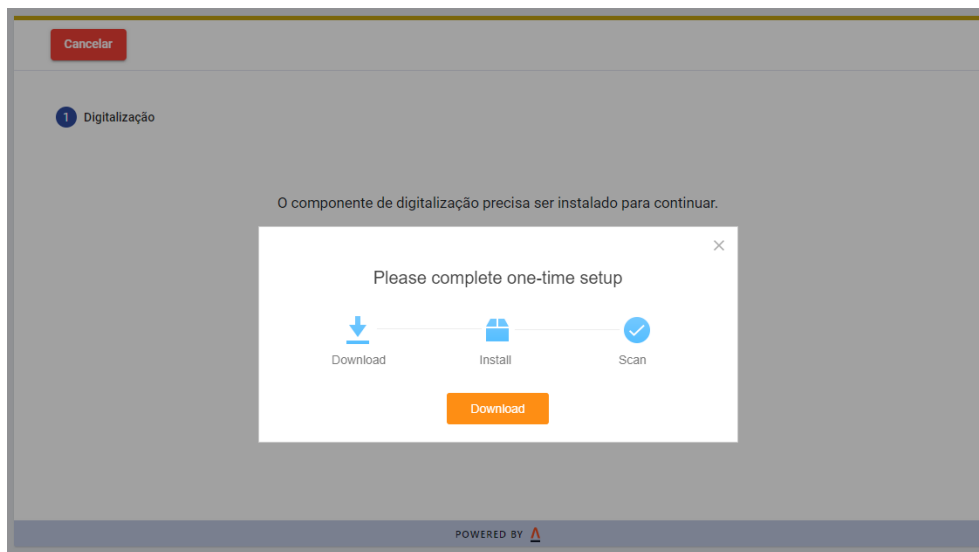 Cancelar
1 Digitalização
O componente de digitalização precisa ser instalado para continuar.
Please complete one-time setup
Download Install Scan
Download
POWERED BY